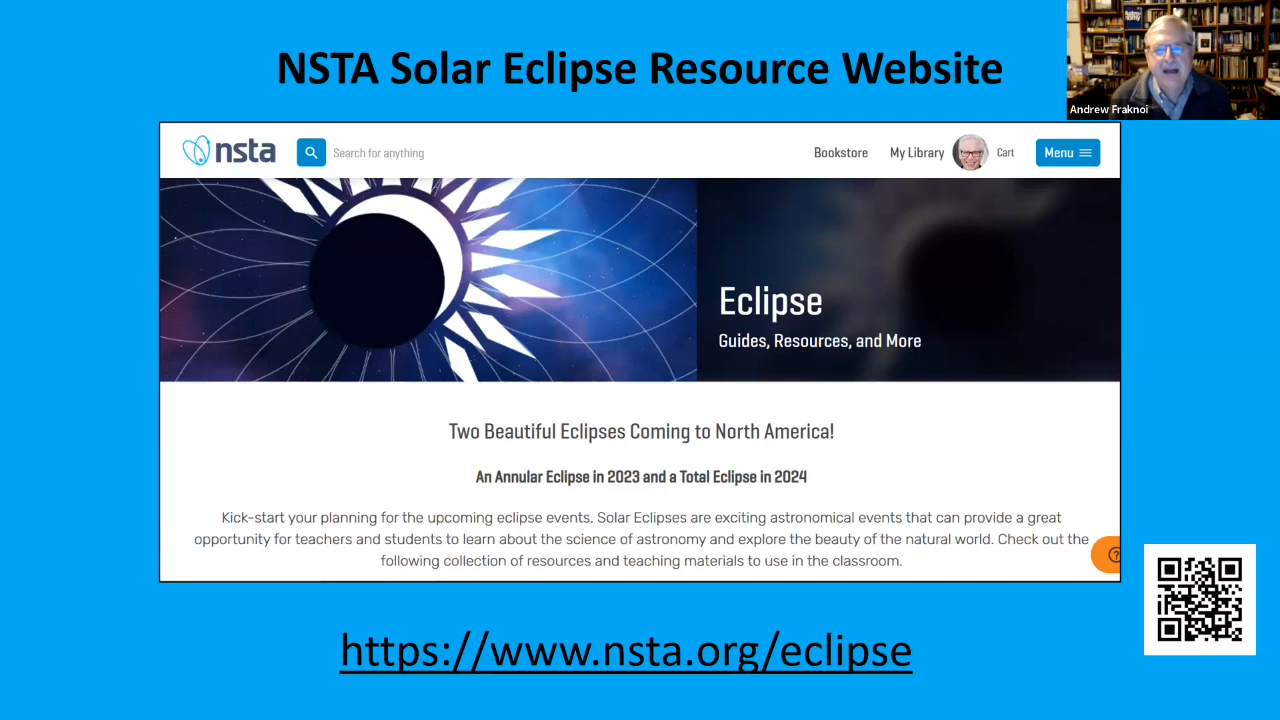 NSTA Solar Eclipse Resource Website
Andrew Fraknoi
nsta
Search for anything
Bookstore
My Library
Cart
Menu
Eclipse
Guides, Resources, and More
Two Beautiful Eclipses Coming to North America!
An Annular Eclipse in 2023 and a Total Eclipse in 2024
Kick-start your planning for the upcoming eclipse events. Solar Eclipses are exciting astronomical events that can provide a great
opportunity for teachers and students to learn about the science of astronomy and explore the beauty of the natural world. Check out the
following collection of resources and teaching materials to use in the classroom.
?
https://www.nsta.org/eclipse